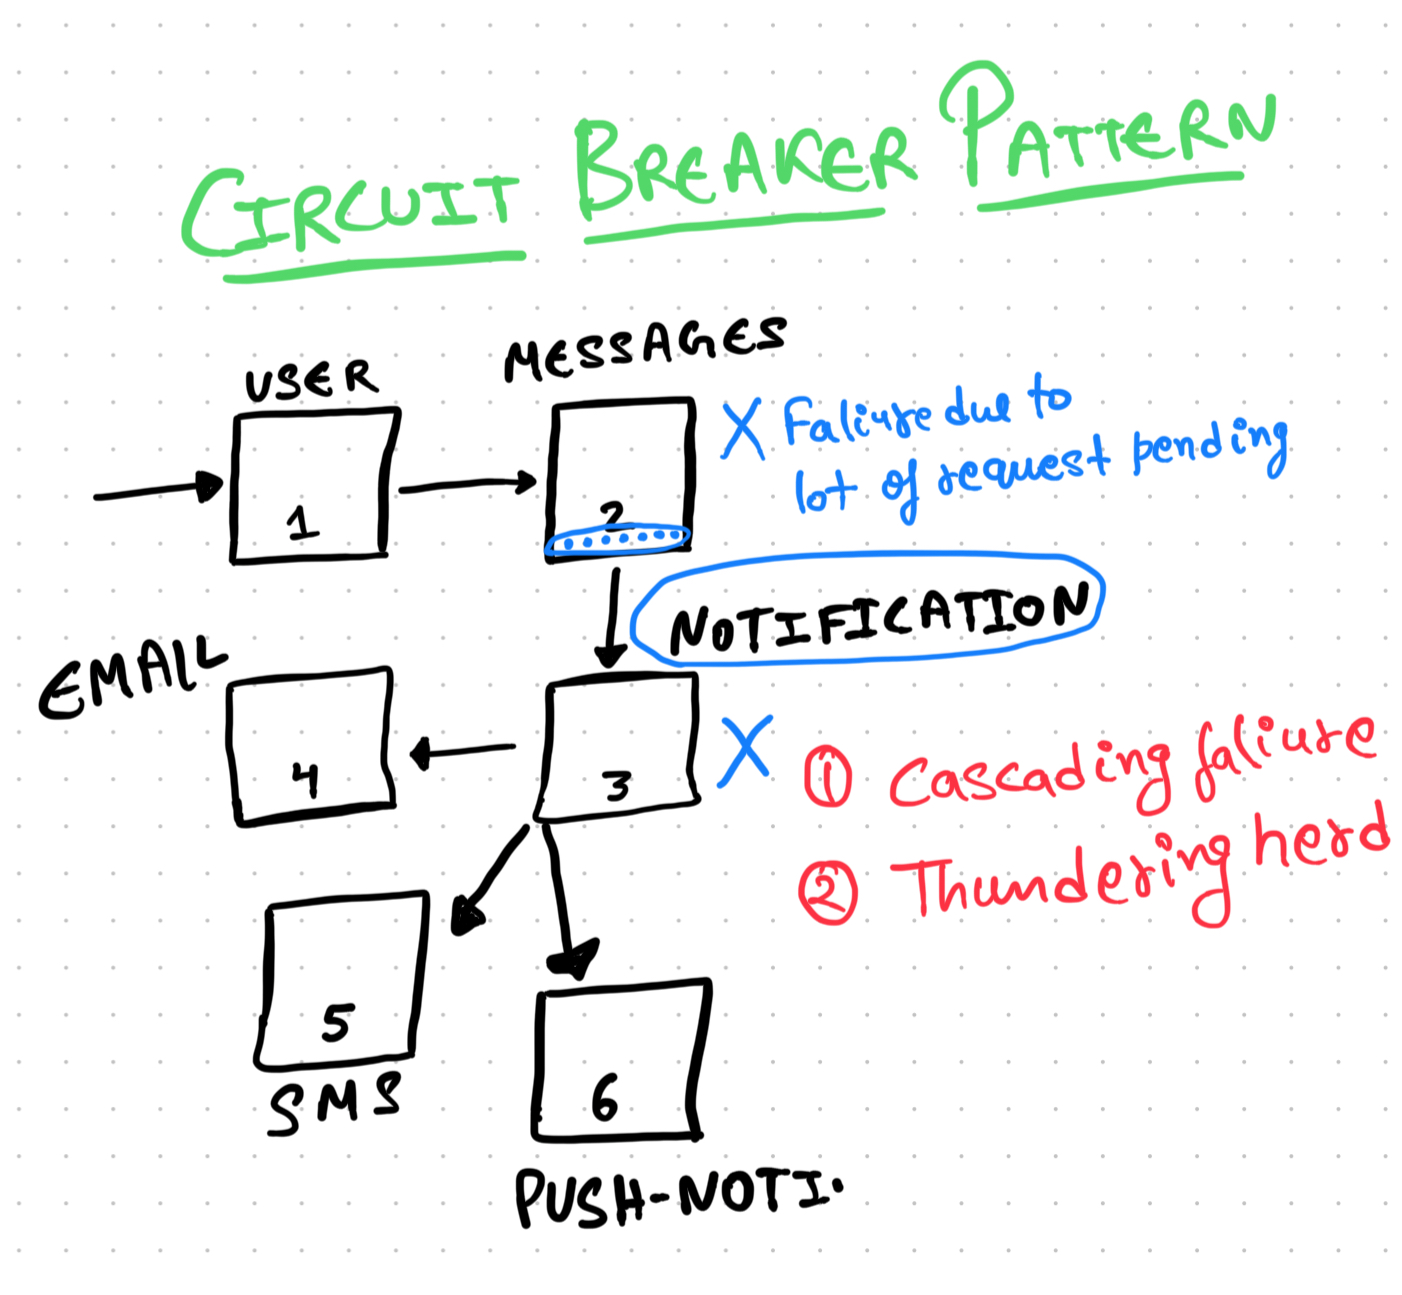 CIRCUIT BREAKER PATTERN
USER
MESSAGES
1
2
X Faliure due to
lot of request pending
NOTIFICATION
EMAIL
4
3
X
① Cascading faliure
② Thundering herd
5
SMS
6
PUSH-NOTI.